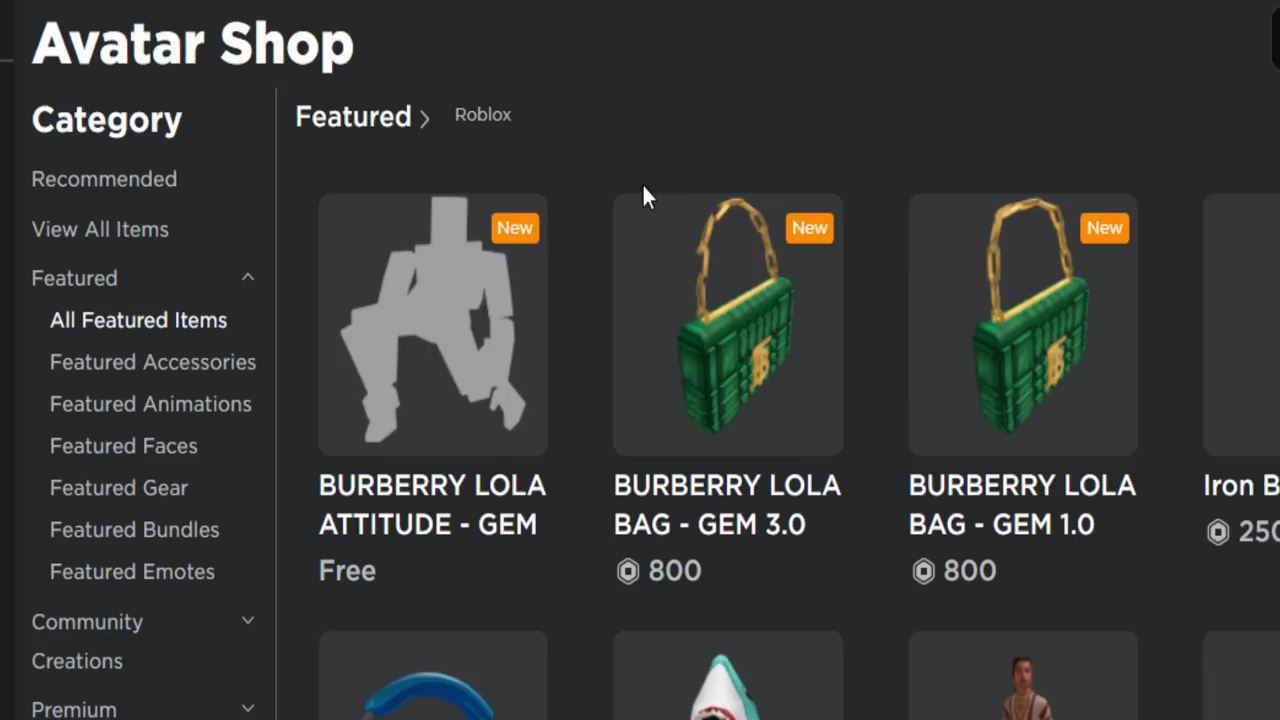 Avatar Shop
Category
Recommended
View All Items
Featured
All Featured Items
Featured Accessories
Featured Animations
Featured Faces
Featured Gear
Featured Bundles
Featured Emotes
Community
Creations
Premium
Featured > Roblox
New
BURBERRY LOLA
ATTITUDE - GEM
Free
New
BURBERRY LOLA
BAG - GEM 3.0
800
New
BURBERRY LOLA
BAG - GEM 1.0
800
Iron